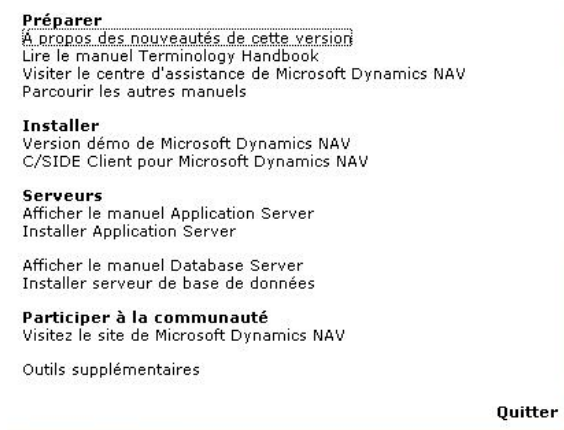 Préparer
A propos des nouveautés de cette version
Lire le manuel Terminology Handbook
Visiter le centre d'assistance de Microsoft Dynamics NAV
Parcourir les autres manuels
Installer
Version démo de Microsoft Dynamics NAV
C/SIDE Client pour Microsoft Dynamics NAV
Serveurs
Afficher le manuel Application Server
Installer Application Server
Afficher le manuel Database Server
Installer serveur de base de données
Participer à la communauté
Visitez le site de Microsoft Dynamics NAV
Outils supplémentaires
Quitter